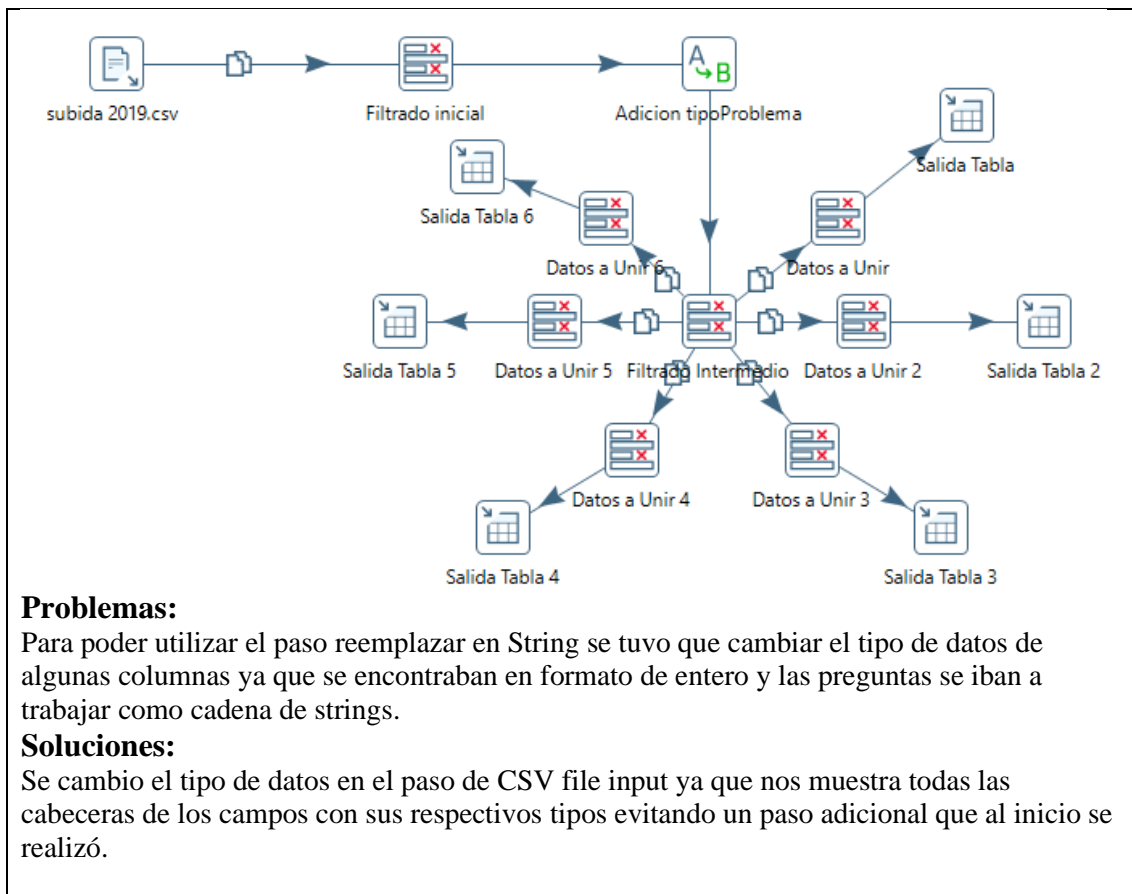 subida 2019.csv
Filtrado inicial
Adicion tipoProblema
Salida Tabla
Salida Tabla 6
Datos a Unir 6
Datos a Unir
Salida Tabla 5
Datos a Unir 5
Filtrado Intermedio
Datos a Unir 2
Salida Tabla 2
Datos a Unir 4
Datos a Unir 3
Salida Tabla 4
Salida Tabla 3
Problemas:
Para poder utilizar el paso reemplazar en String se tuvo que cambiar el tipo de datos de
algunas columnas ya que se encontraban en formato de entero y las preguntas se iban a
trabajar como cadena de strings.
Soluciones:
Se cambio el tipo de datos en el paso de CSV file input ya que nos muestra todas las
cabeceras de los campos con sus respectivos tipos evitando un paso adicional que al inicio se
realizó.